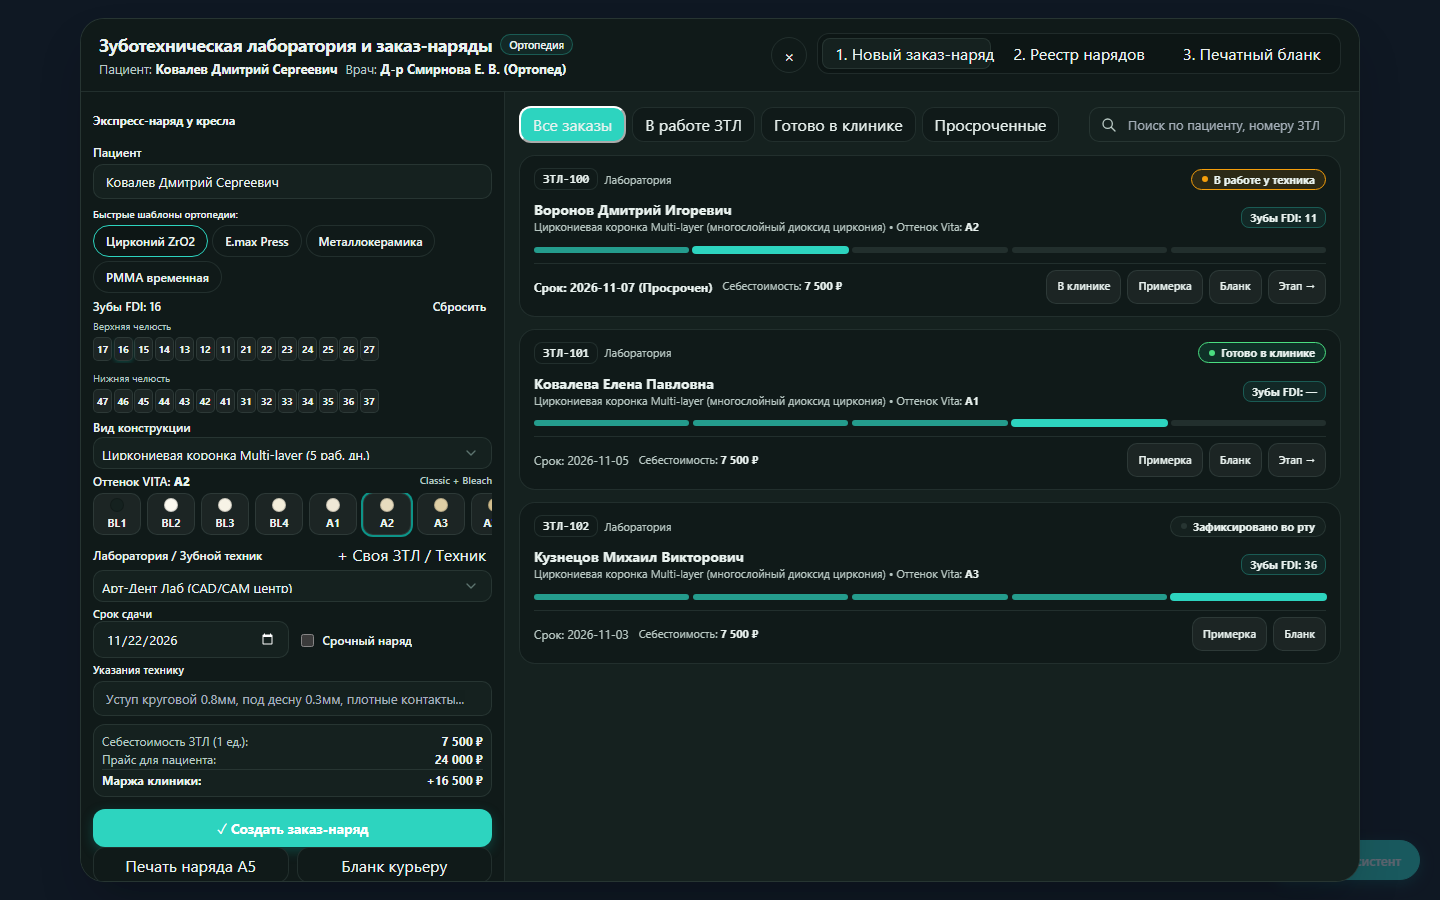 Зуботехническая лаборатория и заказ-наряды
Ортопедия
Пациент: Ковалев Дмитрий Сергеевич Врач: Д-р Смирнова Е. В. (Ортопед)
×
1. Новый заказ-наряд
2. Реестр нарядов
3. Печатный бланк
Экспресс-наряд у кресла
Пациент
Ковалев Дмитрий Сергеевич
Быстрые шаблоны ортопедии:
Цирконий ZrO2
E.max Press
Металлокерамика
PMMA временная
Зубы FDI: 16
Сбросить
Верхняя челюсть
17 16 15 14 13 12 11 21 22 23 24 25 26 27
Нижняя челюсть
47 46 45 44 43 42 41 31 32 33 34 35 36 37
Вид конструкции
Циркониевая коронка Multi-layer (5 раб. дн.)
Оттенок VITA: A2
Classic + Bleach
BL1 BL2 BL3 BL4 A1 A2 A3
Лаборатория / Зубной техник
+ Своя ЗТЛ / Техник
Арт-Дент Лаб (CAD/CAM центр)
Срок сдачи
11/22/2026
Срочный наряд
Указания технику
Уступ круговой 0.8мм, под десну 0.3мм, плотные контакты...
Себестоимость ЗТЛ (1 ед.): 7 500 ₽
Прайс для пациента: 24 000 ₽
Маржа клиники: +16 500 ₽
✓ Создать заказ-наряд
Печать наряда А5
Бланк курьеру
Все заказы
В работе ЗТЛ
Готово в клинике
Просроченные
Поиск по пациенту, номеру ЗТЛ
ЗТЛ-100 Лаборатория
В работе у техника
Воронов Дмитрий Игоревич
Зубы FDI: 11
Циркониевая коронка Multi-layer (многослойный диоксид циркония) • Оттенок Vita: A2
Срок: 2026-11-07 (Просрочен) Себестоимость: 7 500 ₽
В клинике
Примерка
Бланк
Этап →
ЗТЛ-101 Лаборатория
Готово в клинике
Ковалева Елена Павловна
Зубы FDI: —
Циркониевая коронка Multi-layer (многослойный диоксид циркония) • Оттенок Vita: A1
Срок: 2026-11-05 Себестоимость: 7 500 ₽
Примерка
Бланк
Этап →
ЗТЛ-102 Лаборатория
Зафиксировано во рту
Кузнецов Михаил Викторович
Зубы FDI: 36
Циркониевая коронка Multi-layer (многослойный диоксид циркония) • Оттенок Vita: A3
Срок: 2026-11-03 Себестоимость: 7 500 ₽
Примерка
Бланк